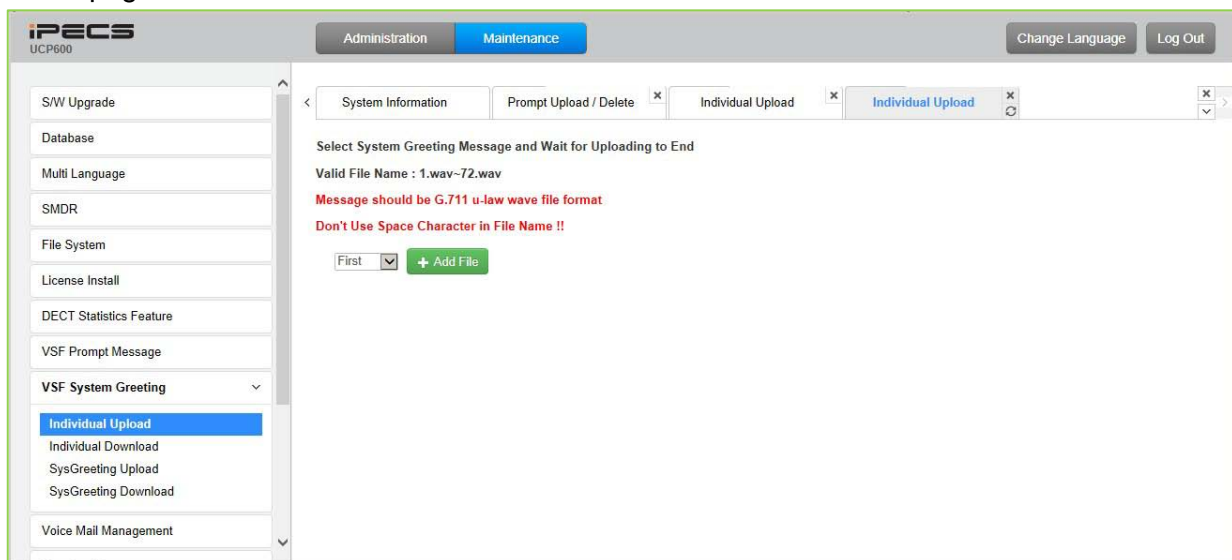 iPECS
UCP600
Administration
Maintenance
Change Language
Log Out
S/W Upgrade
Database
Multi Language
SMDR
File System
License Install
DECT Statistics Feature
VSF Prompt Message
VSF System Greeting
Individual Upload
Individual Download
SysGreeting Upload
SysGreeting Download
Voice Mail Management
System Information
Prompt Upload / Delete
Individual Upload
Individual Upload
Select System Greeting Message and Wait for Uploading to End
Valid File Name : 1.wav~72.wav
Message should be G.711 u-law wave file format
Don't Use Space Character in File Name !!
First
+ Add File